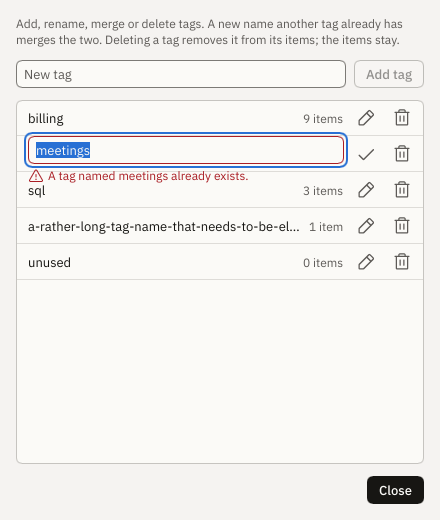 Add, rename, merge or delete tags. A new name another tag already has
merges the two. Deleting a tag removes it from its items; the items stay.
New tag
Add tag
billing
9 items
meetings
A tag named meetings already exists.
sql
3 items
a-rather-long-tag-name-that-needs-to-be-el...
1 item
unused
0 items
Close